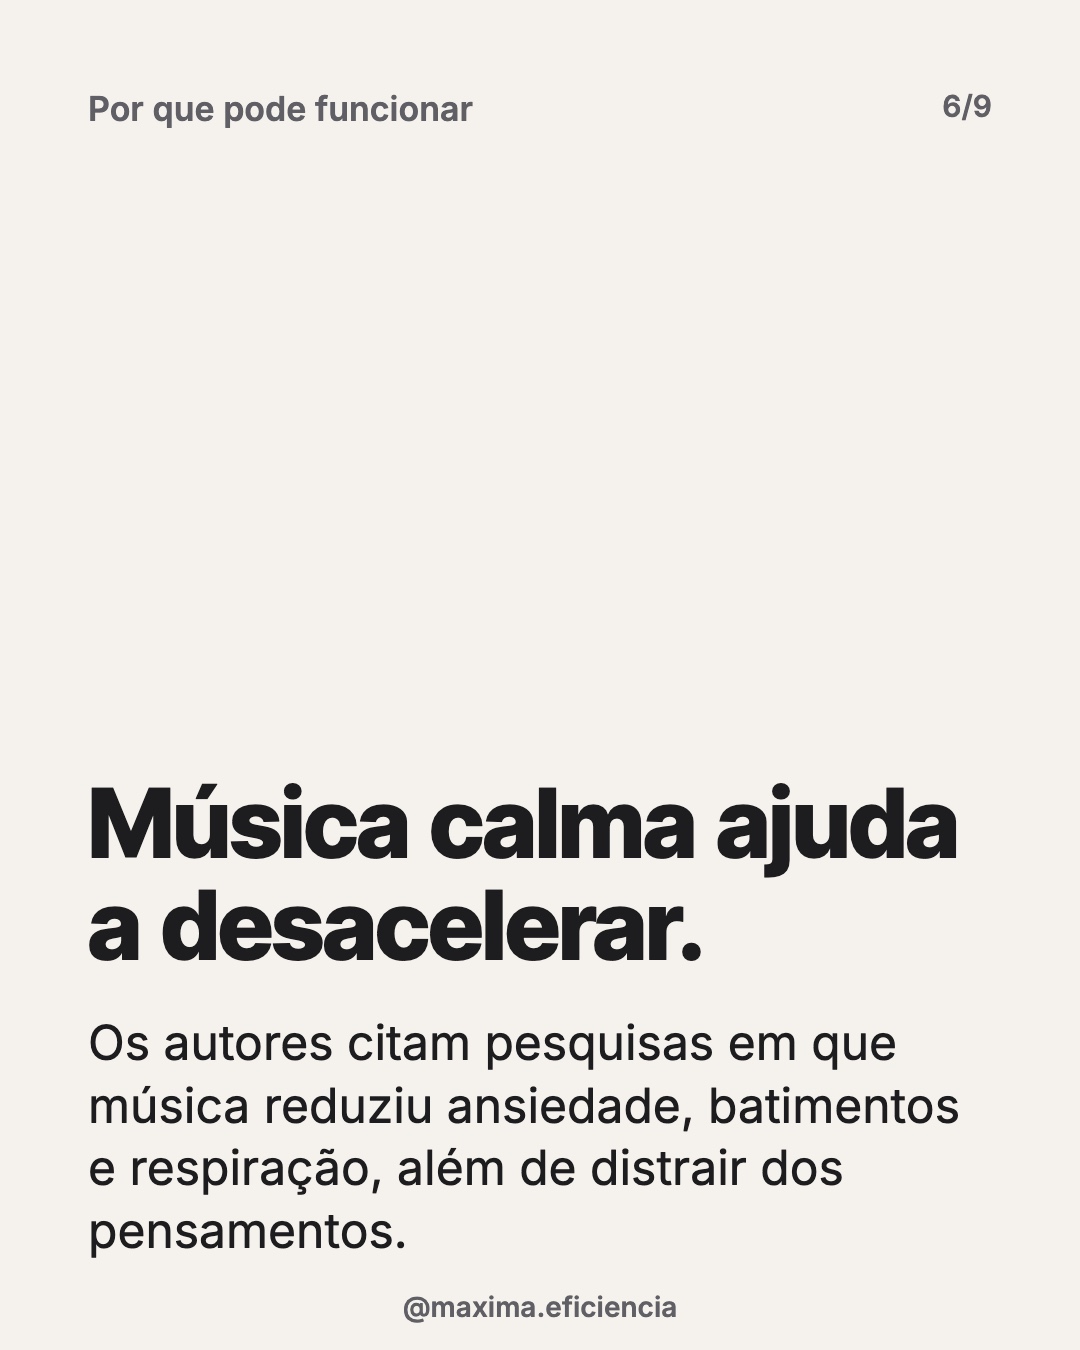 Por que pode funcionar
6/9
Música calma ajuda
a desacelerar.
Os autores citam pesquisas em que
música reduziu ansiedade, batimentos
e respiração, além de distrair dos
pensamentos.
@maxima.eficiencia